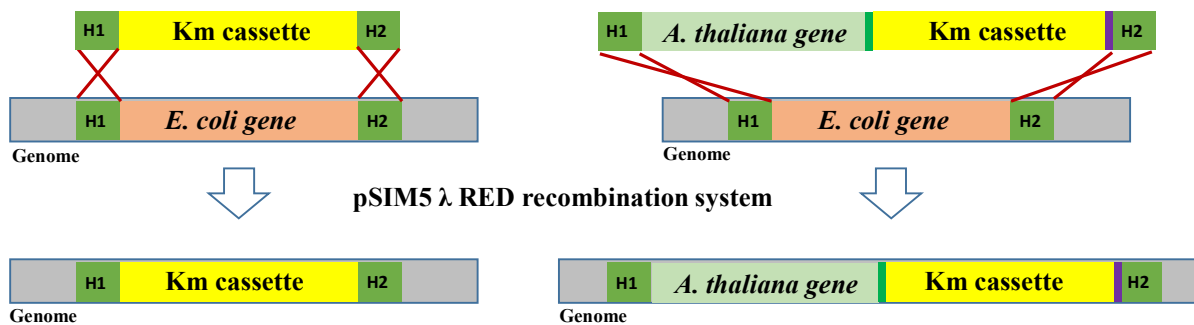 H1 Km cassette H2
H1 A. thaliana gene Km cassette H2
H1 E. coli gene H2
Genome
H1 E. coli gene H2
Genome
pSIM5 λ RED recombination system
H1 Km cassette H2
Genome
H1 A. thaliana gene Km cassette H2
Genome